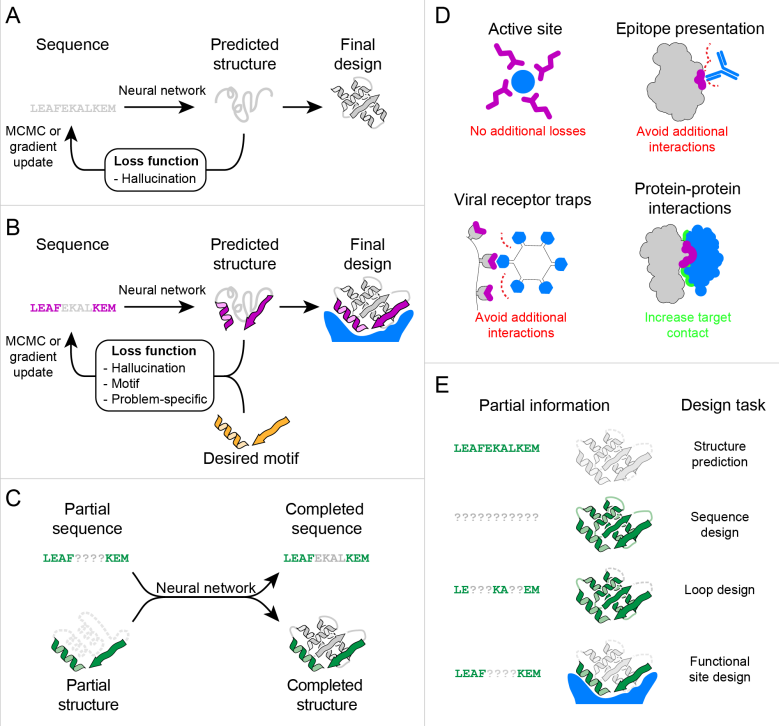 A
Sequence
Predicted
structure
Final
design
Neural network
LEAFEKALKEM
MCMC or
gradient
update
Loss function
- Hallucination
B
Sequence
Predicted
structure
Final
design
Neural network
LEAFEKALKEM
MCMC or
gradient
update
Loss function
- Hallucination
- Motif
- Problem-specific
Desired motif
C
Partial
sequence
Completed
sequence
LEAF????KEM
LEAFEKALKEM
Neural network
Partial
structure
Completed
structure
D
Active site
No additional losses
Epitope presentation
Avoid additional
interactions
Viral receptor traps
Avoid additional
interactions
Protein-protein
interactions
Increase target
contact
E
Partial information
Design task
LEAFEKALKEM
Structure
prediction
???????????
Sequence
design
LE???KA??EM
Loop design
LEAF????KEM
Functional
site design